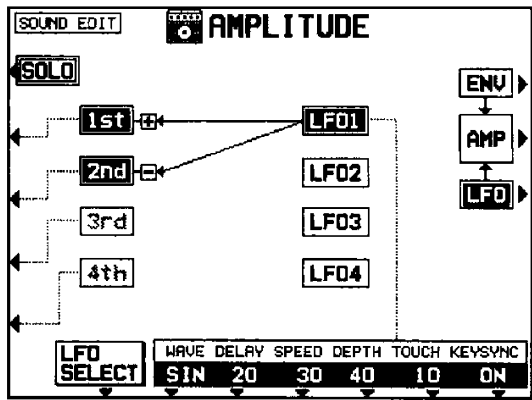 SOUND EDIT
AMPLITUDE
SOLO
ENV
1st + LFO1
AMP
2nd - LFO2
LFO
3rd LFO3
4th LFO4
LFO SELECT
WAVE DELAY SPEED DEPTH TOUCH KEYSYNC
SIN 20 30 40 10 ON